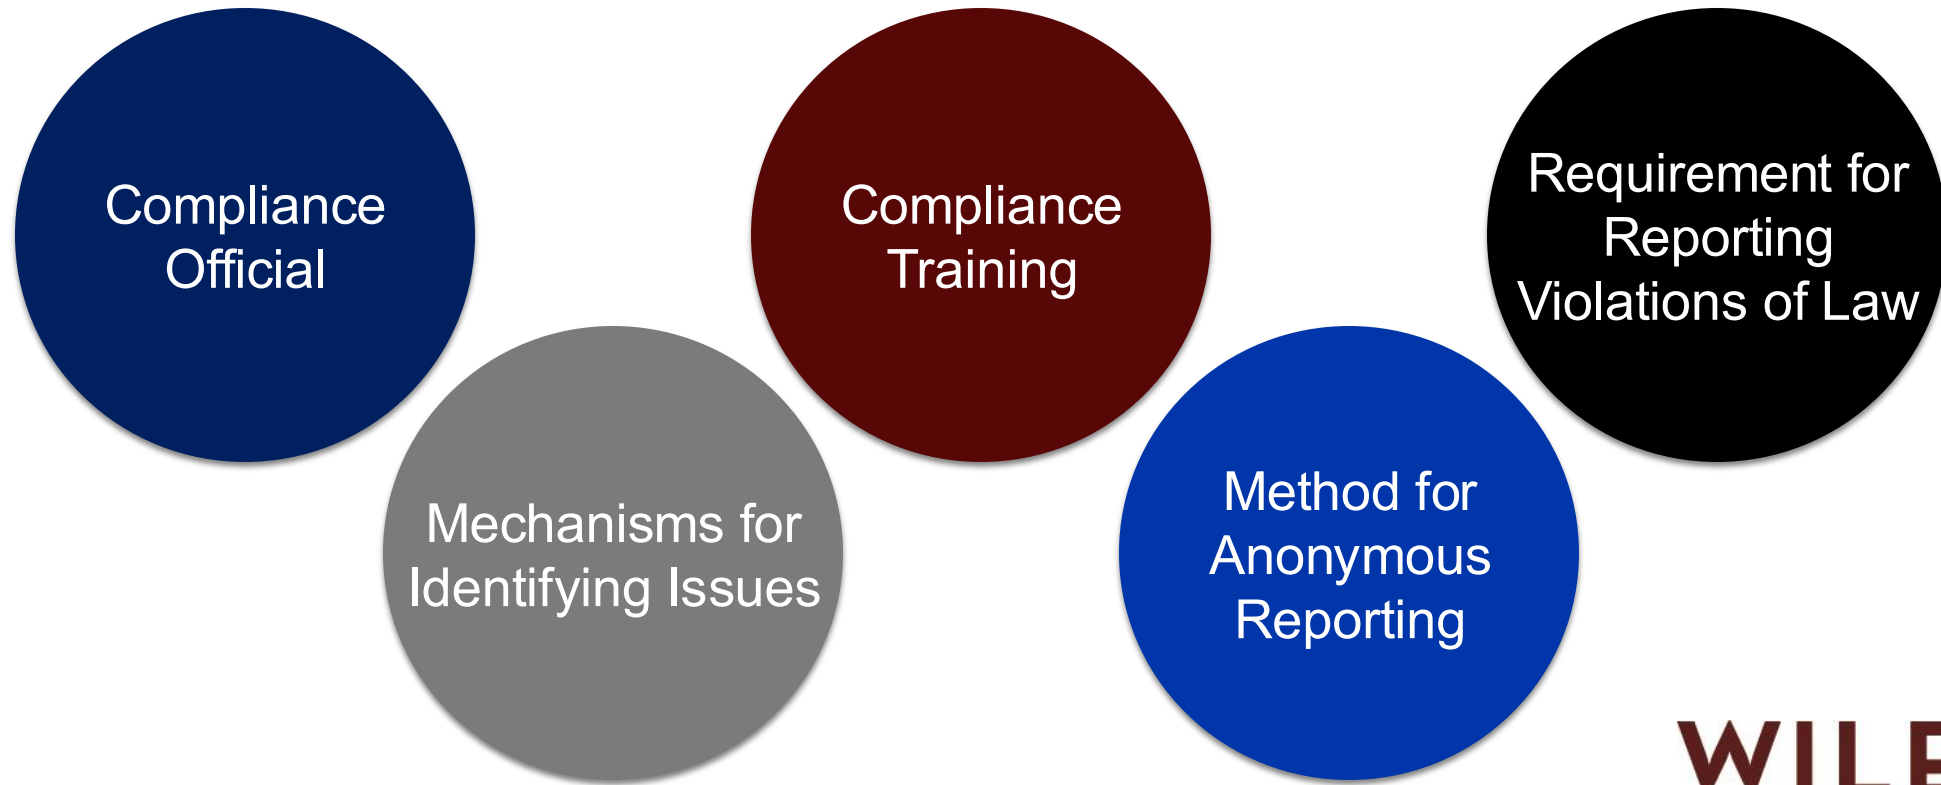 Compliance
Official
Mechanisms for
Identifying Issues
Compliance
Training
Method for
Anonymous
Reporting
Requirement for
Reporting
Violations of Law